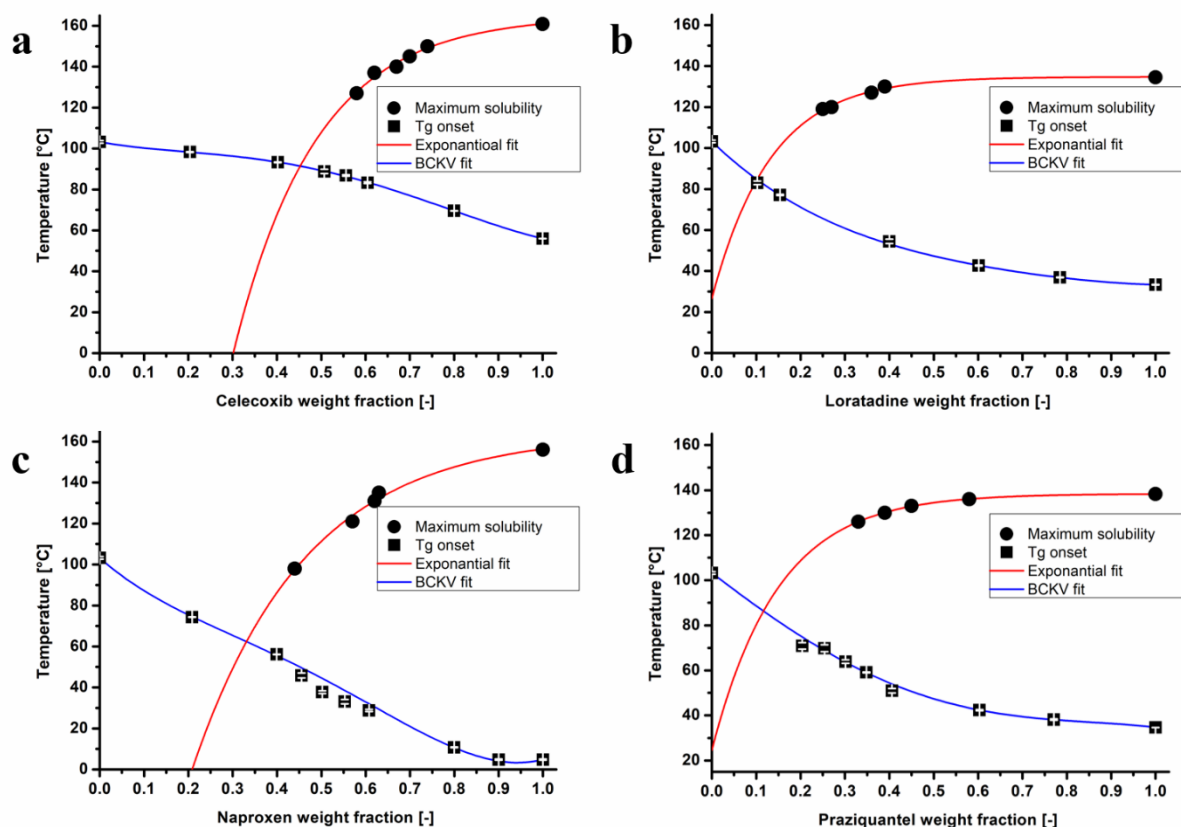 a
160
140
120
100
80
60
40
20
0
Temperature [°C]
Maximum solubility
Tg onset
Exponantioal fit
BCKV fit
0.0 0.1 0.2 0.3 0.4 0.5 0.6 0.7 0.8 0.9 1.0
Celecoxib weight fraction [-]
b
160
140
120
100
80
60
40
20
0
Temperature [°C]
Maximum solubility
Tg onset
Exponantial fit
BCKV fit
0.0 0.1 0.2 0.3 0.4 0.5 0.6 0.7 0.8 0.9 1.0
Loratadine weight fraction [-]
c
160
140
120
100
80
60
40
20
0
Temperature [°C]
Maximum solubility
Tg onset
Exponantial fit
BCKV fit
0.0 0.1 0.2 0.3 0.4 0.5 0.6 0.7 0.8 0.9 1.0
Naproxen weight fraction [-]
d
160
140
120
100
80
60
40
20
Temperature [°C]
Maximum solubility
Tg onset
Exponantial fit
BCKV fit
0.0 0.1 0.2 0.3 0.4 0.5 0.6 0.7 0.8 0.9 1.0
Praziquantel weight fraction [-]